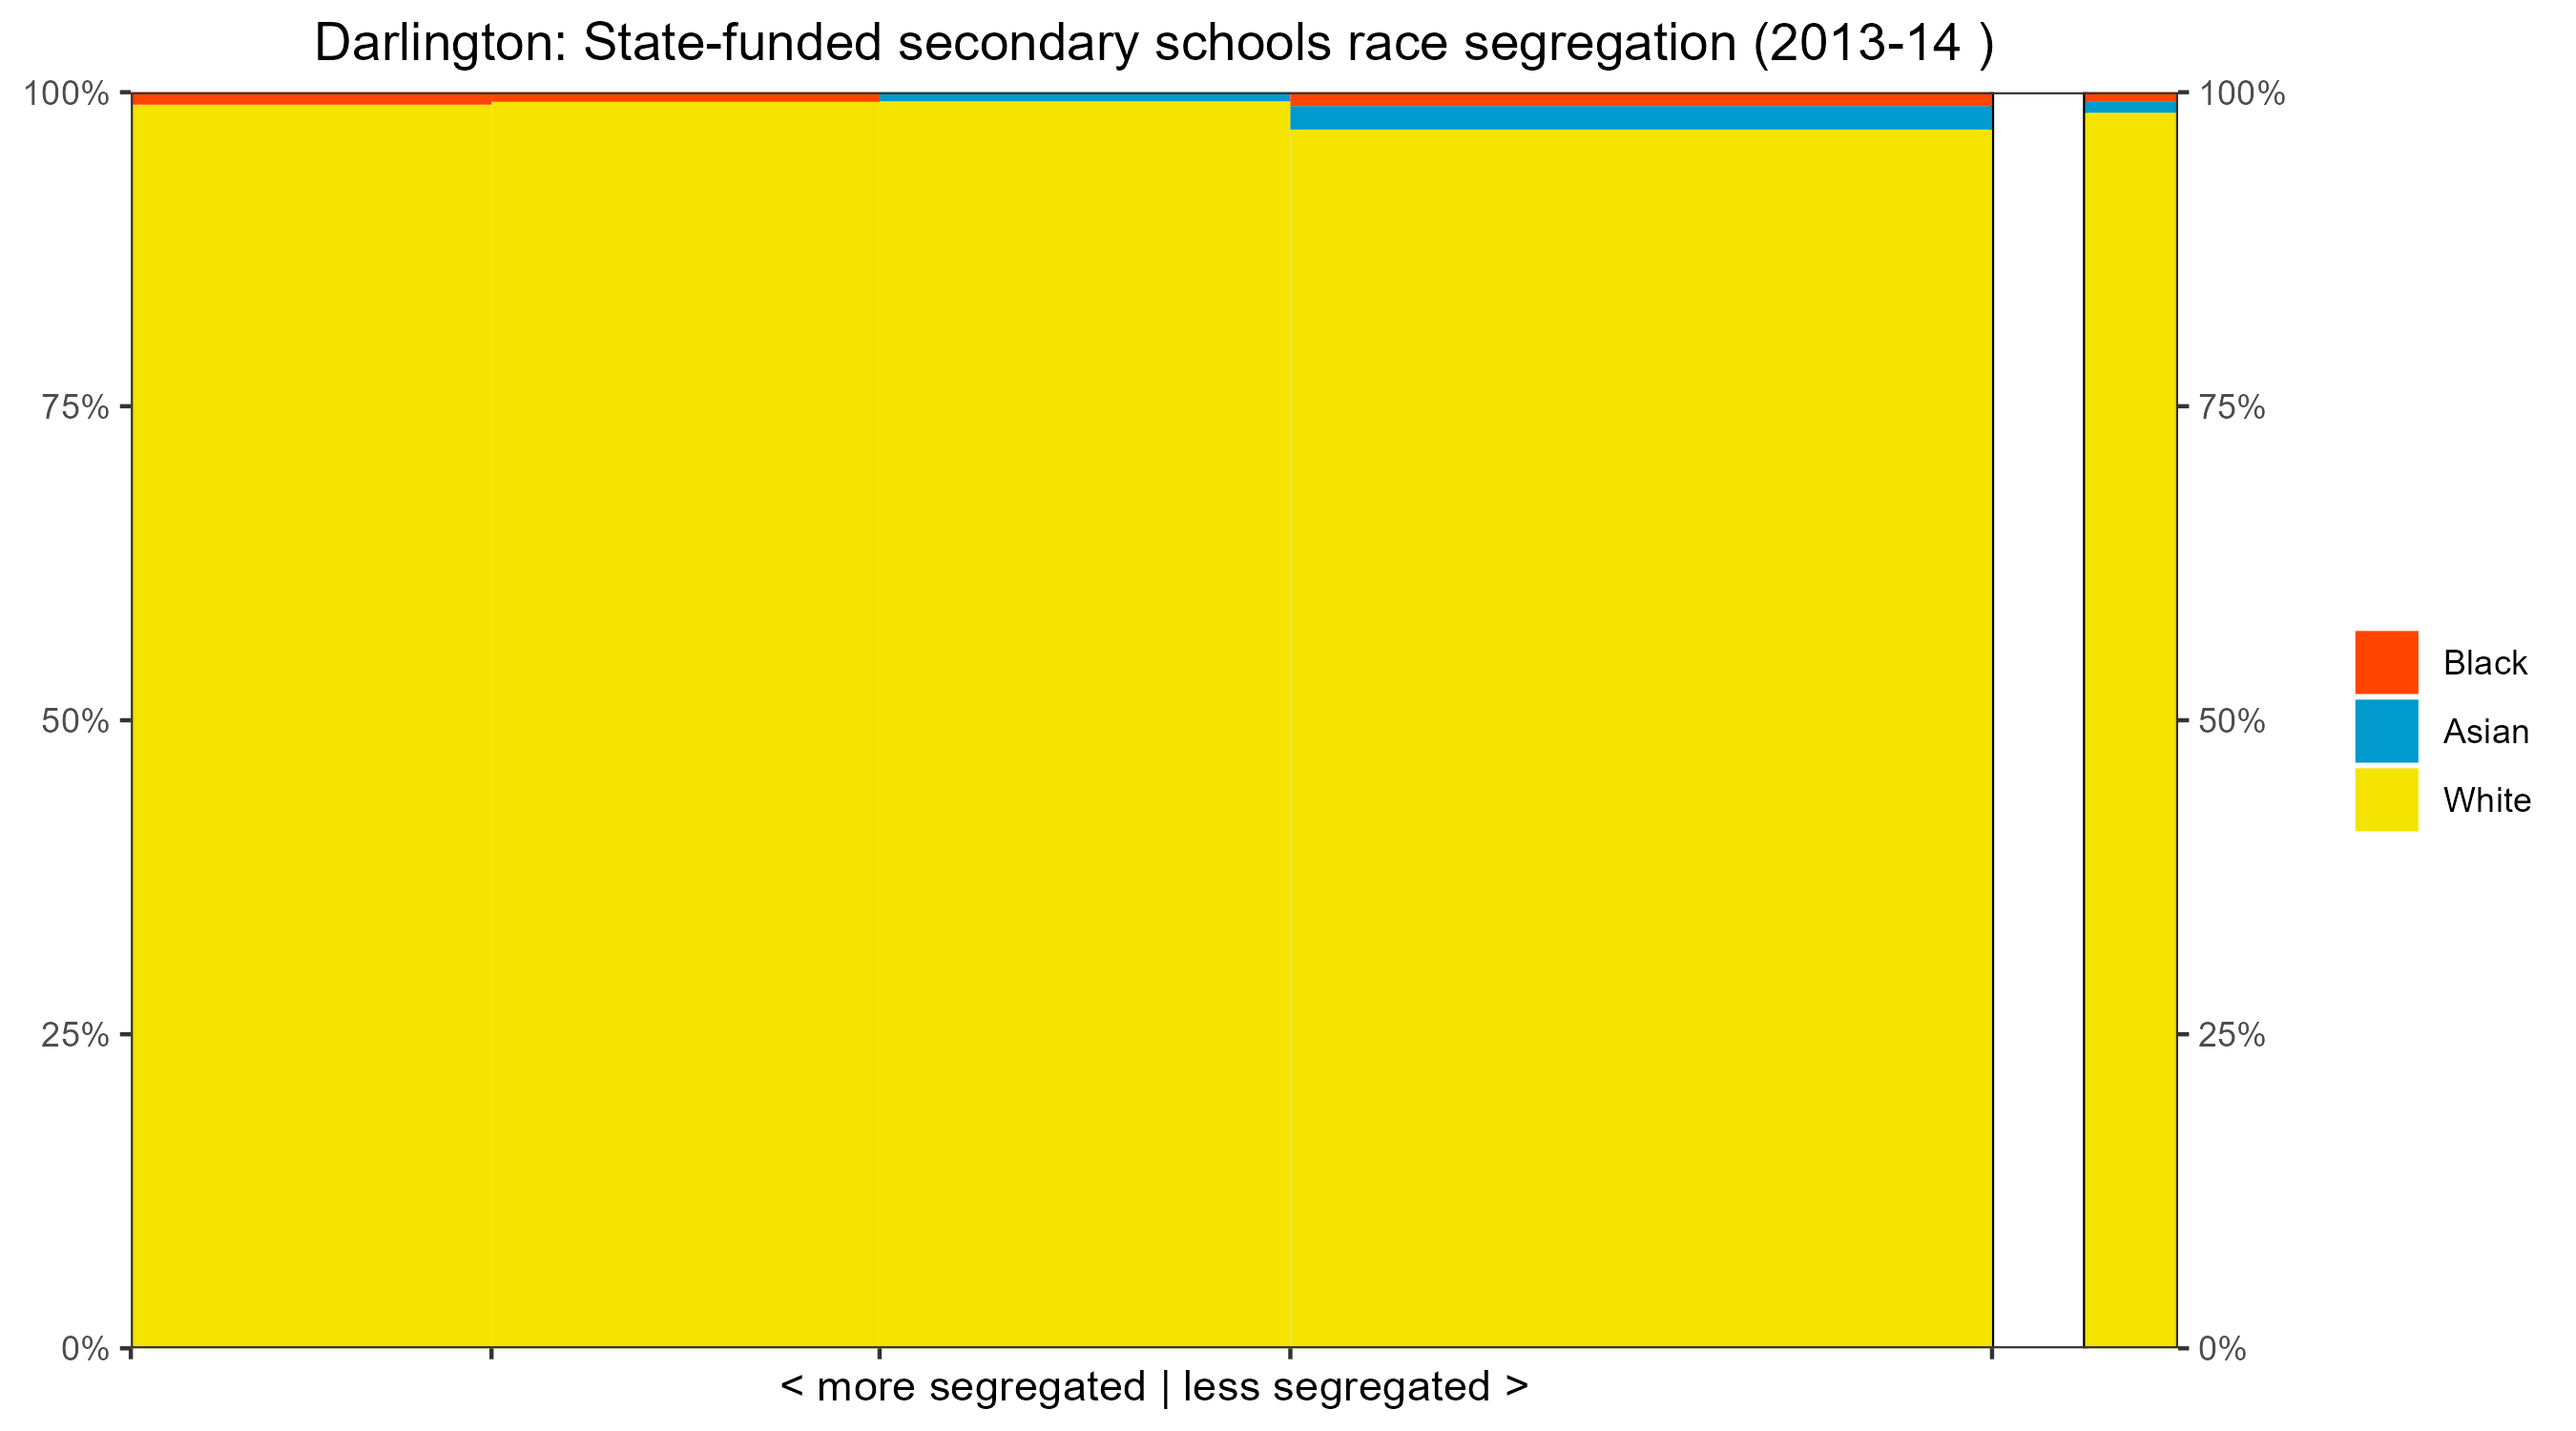 Darlington: State-funded secondary schools race segregation (2013-14 )
100%
75%
50%
25%
0%
100%
75%
50%
25%
0%
< more segregated | less segregated >
Black
Asian
White